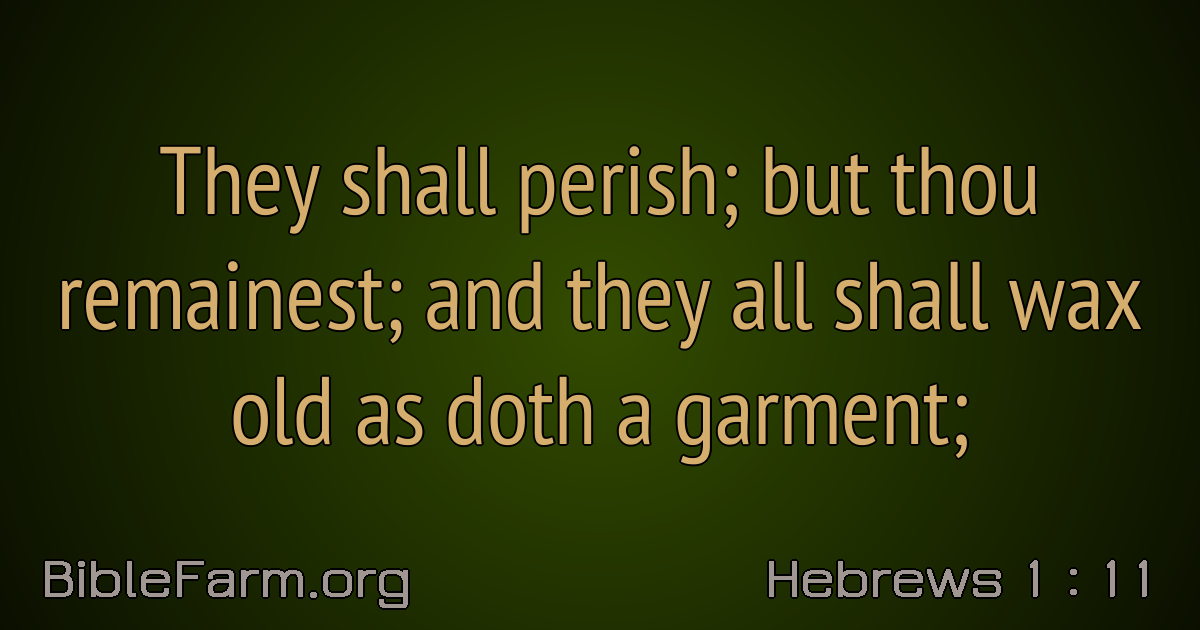 They shall perish; but thou
remainest; and they all shall wax
old as doth a garment;
BibleFarm.org
Hebrews 1 : 11